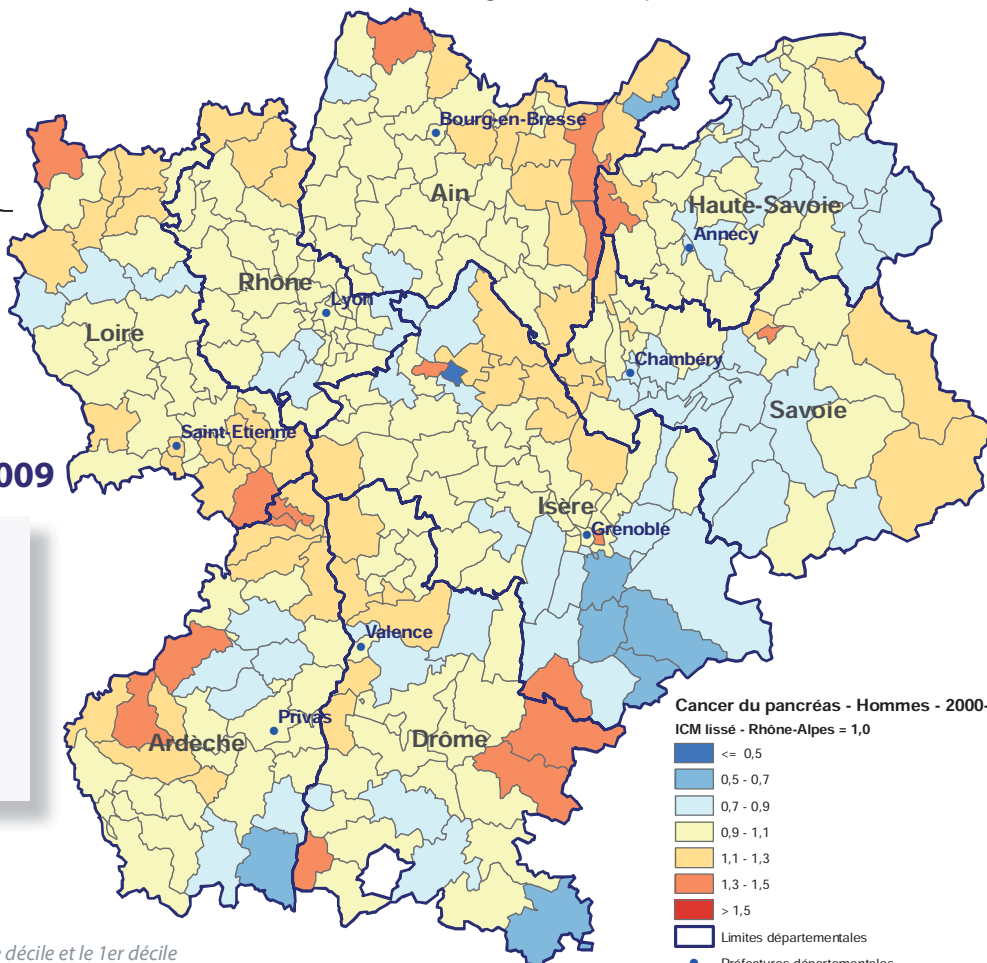 Bourg-en-Bresse
Ain
Haute-Savoie
Annecy
Rhône
Lyon
Loire
Chambéry
Savoie
Saint-Etienne
009
Isère
Grenoble
Valence
Privas
Ardèche
Drôme
Cancer du pancréas - Hommes - 2000-
ICM lissé - Rhône-Alpes = 1,0
<= 0,5
0,5 - 0,7
0,7 - 0,9
0,9 - 1,1
1,1 - 1,3
1,3 - 1,5
> 1,5
Limites départementales
Préfectures départementales
e décile et le 1er décile